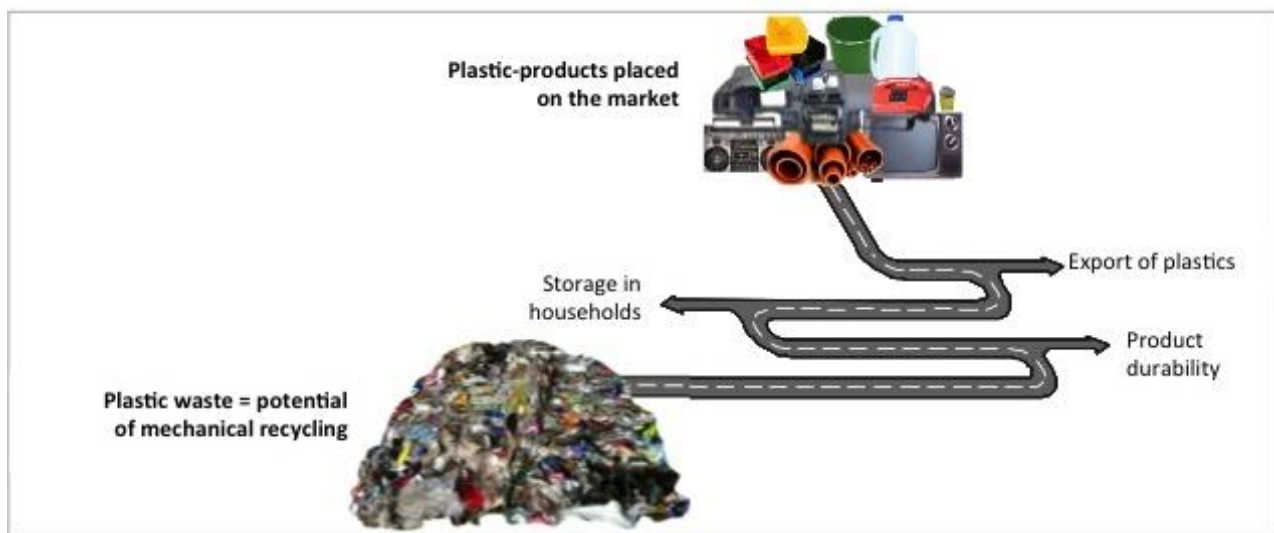 Plastic-products placed
on the market
Export of plastics
Storage in
households
Product
durability
Plastic waste = potential
of mechanical recycling